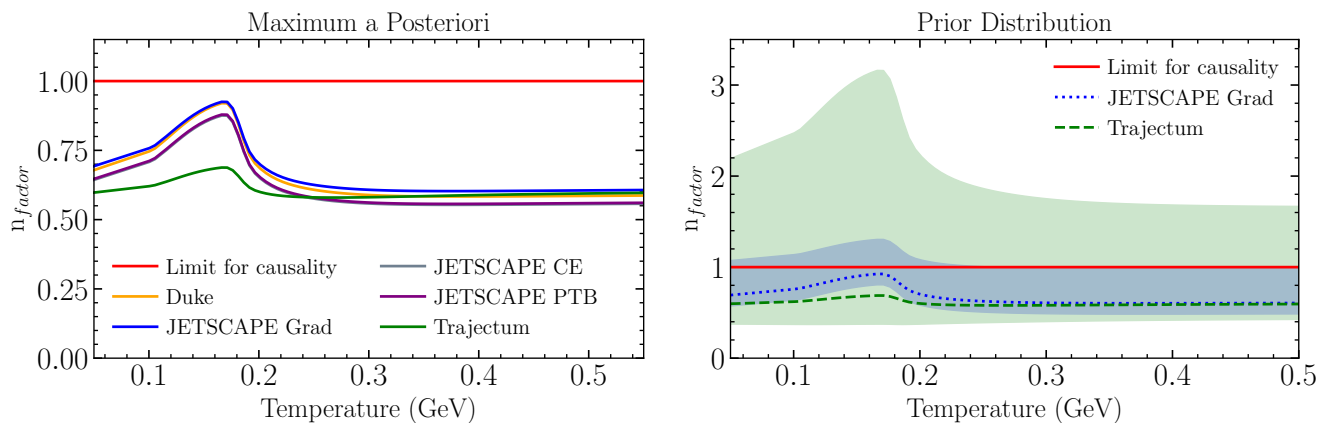 Maximum a Posteriori
1.00
0.75
0.50
0.25
0.00
n_factor
Limit for causality
Duke
JETSCAPE Grad
JETSCAPE CE
JETSCAPE PTB
Trajectum
0.1 0.2 0.3 0.4 0.5
Temperature (GeV)
Prior Distribution
3
2
1
0
n_factor
Limit for causality
JETSCAPE Grad
Trajectum
0.1 0.2 0.3 0.4 0.5
Temperature (GeV)